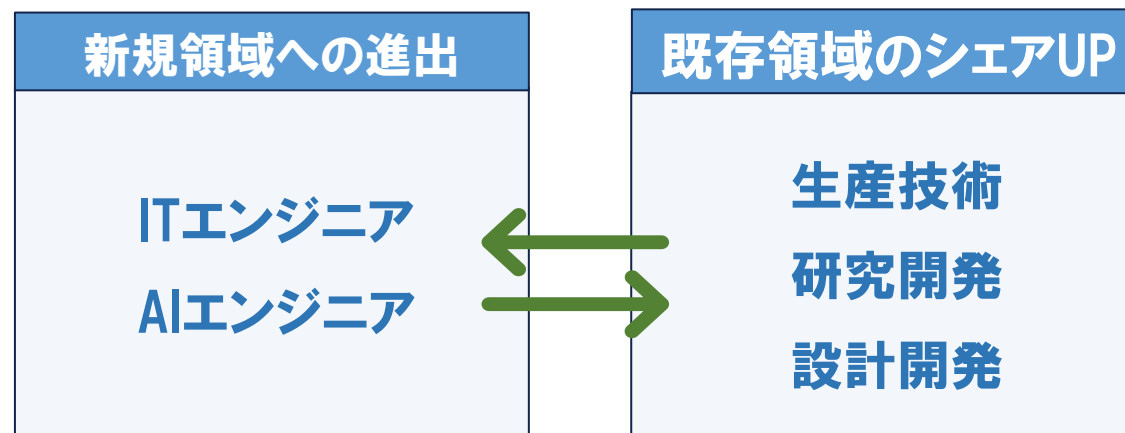 新規領域への進出
ITエンジニア
AIエンジニア
既存領域のシェアUP
生産技術
研究開発
設計開発